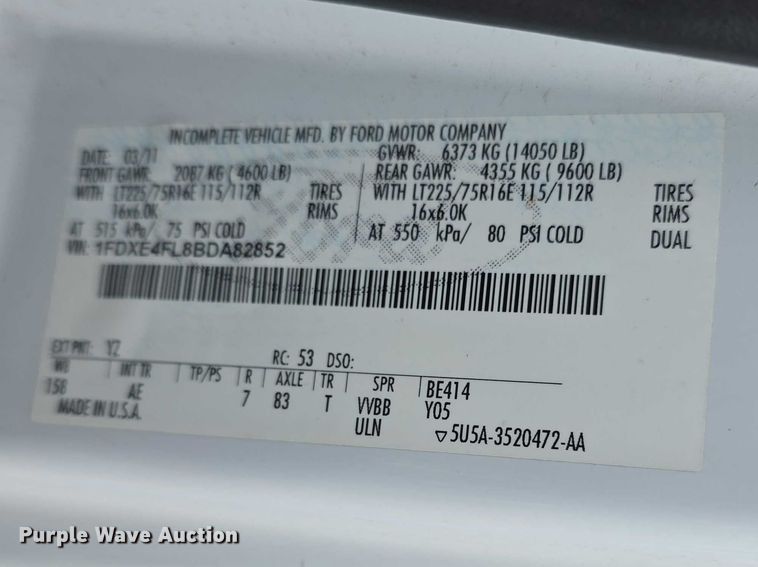 INCOMPLETE VEHICLE MFD. BY FORD MOTOR COMPANY
DATE: 03/11 GVWR: 6373 KG (14050 LB)
FRONT GAWR: 2087 KG ( 4600 LB) REAR GAWR: 4355 KG ( 9600 LB)
WITH LT225/75R16E 115/112R TIRES WITH LT225/75R16E 115/112R TIRES
16x6.0K RIMS 16x6.0K RIMS
AT 515 kPa/ 75 PSI COLD AT 550 kPa/ 80 PSI COLD DUAL
VIN: 1FDXE4FL8BDA82852
EXT PNT: YZ RC: 53 DSO:
WB INT TR TP/PS R AXLE TR SPR BE414
158 AE 7 83 T VVBB Y05
MADE IN U.S.A. ULN 5U5A-3520472-AA
Purple Wave Auction